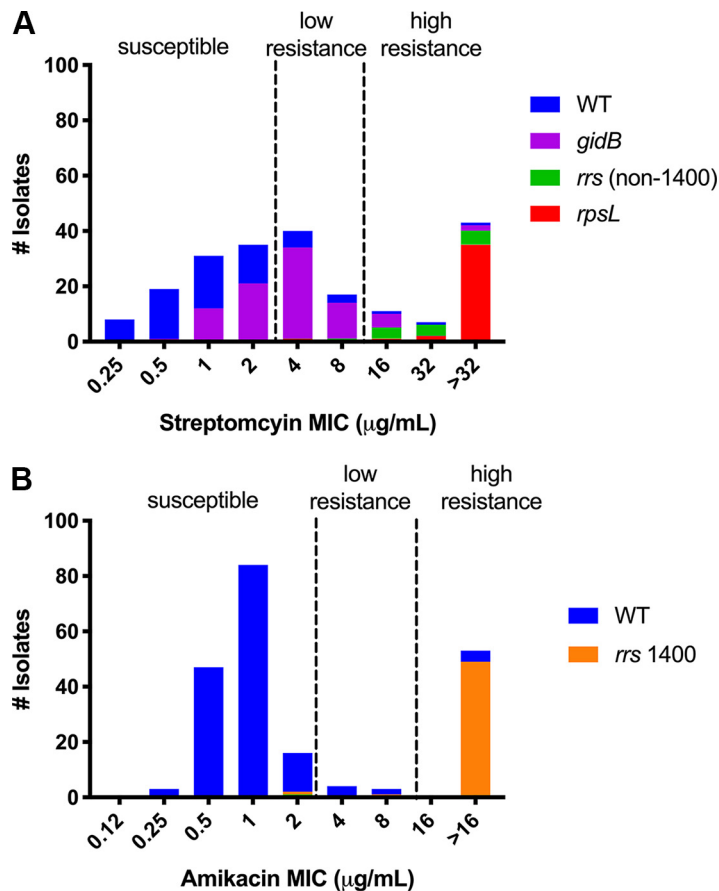 A
susceptible
low
resistance
high
resistance
100
80
60
40
20
0
# Isolates
0.25
0.5
1
2
4
8
16
32
>32
Streptomcyin MIC (μg/mL)
WT
gidB
rrs (non-1400)
rpsL
B
susceptible
low
resistance
high
resistance
100
80
60
40
20
0
# Isolates
0.12
0.25
0.5
1
2
4
8
16
>16
Amikacin MIC (μg/mL)
WT
rrs 1400